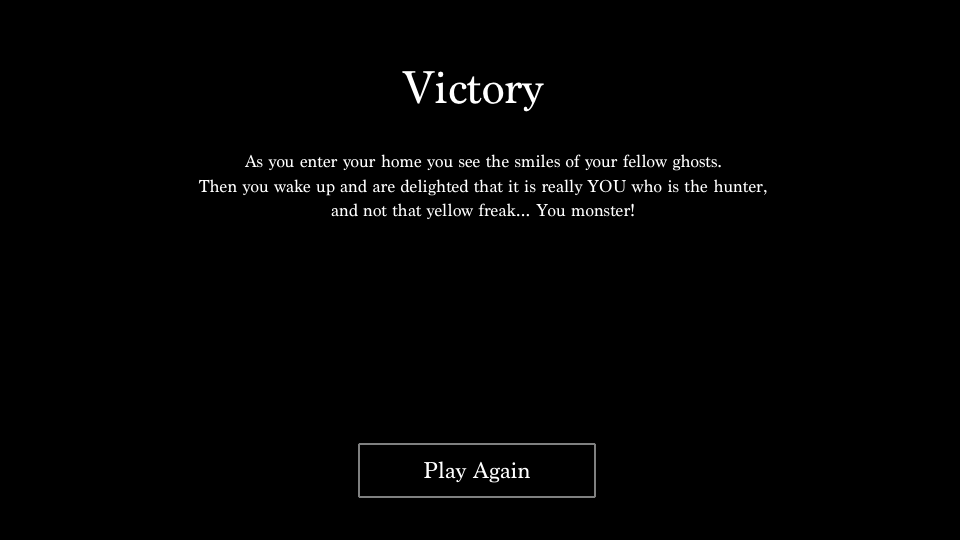 Victory
As you enter your home you see the smiles of your fellow ghosts.
Then you wake up and are delighted that it is really YOU who is the hunter,
and not that yellow freak... You monster!
Play Again